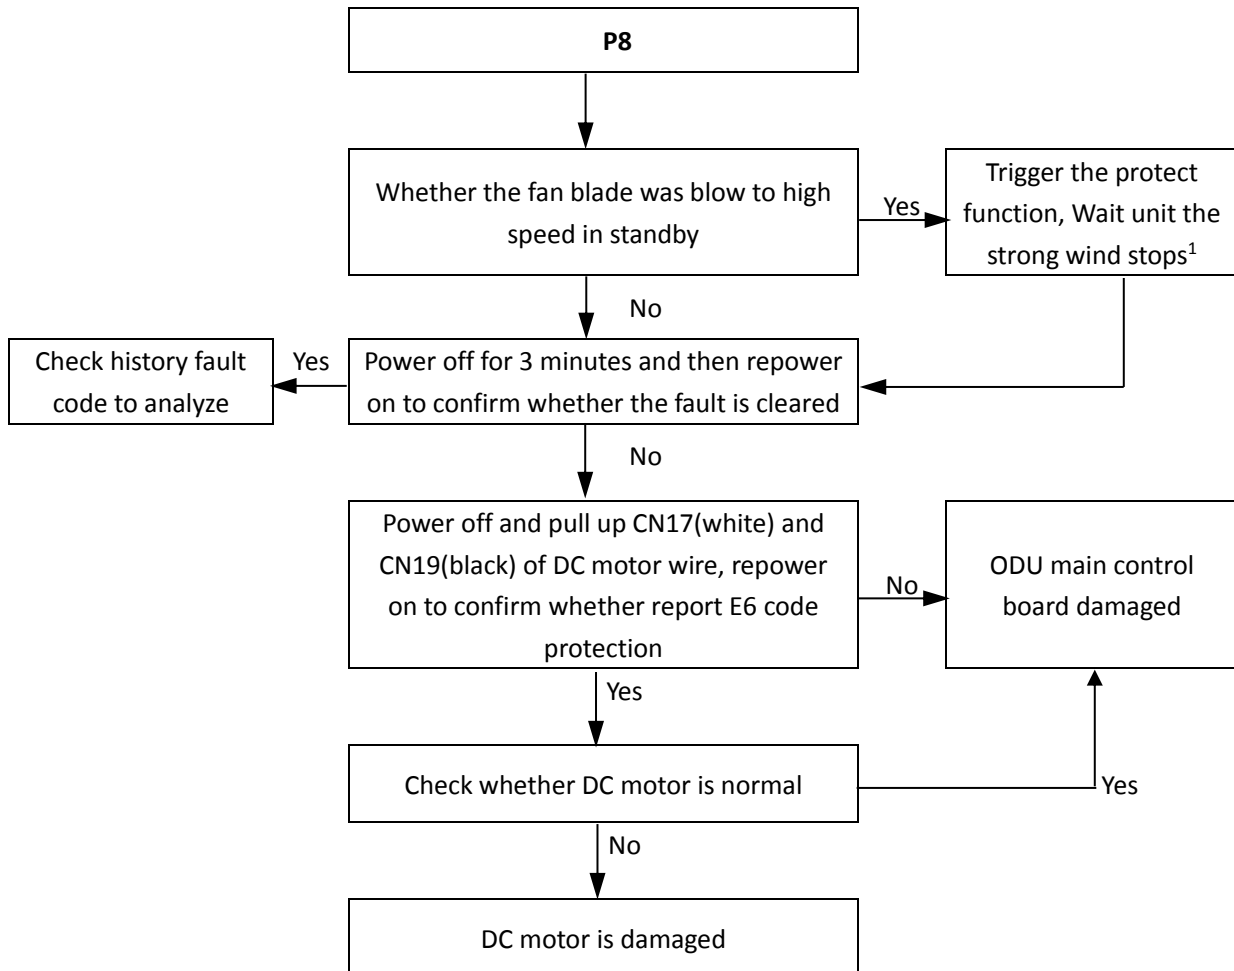 P8
Whether the fan blade was blow to high
speed in standby
Yes
Trigger the protect
function, Wait unit the
strong wind stops¹
No
Check history fault
code to analyze
Yes
Power off for 3 minutes and then repower
on to confirm whether the fault is cleared
No
Power off and pull up CN17(white) and
CN19(black) of DC motor wire, repower
on to confirm whether report E6 code
protection
No
ODU main control
board damaged
Yes
Check whether DC motor is normal
Yes
No
DC motor is damaged